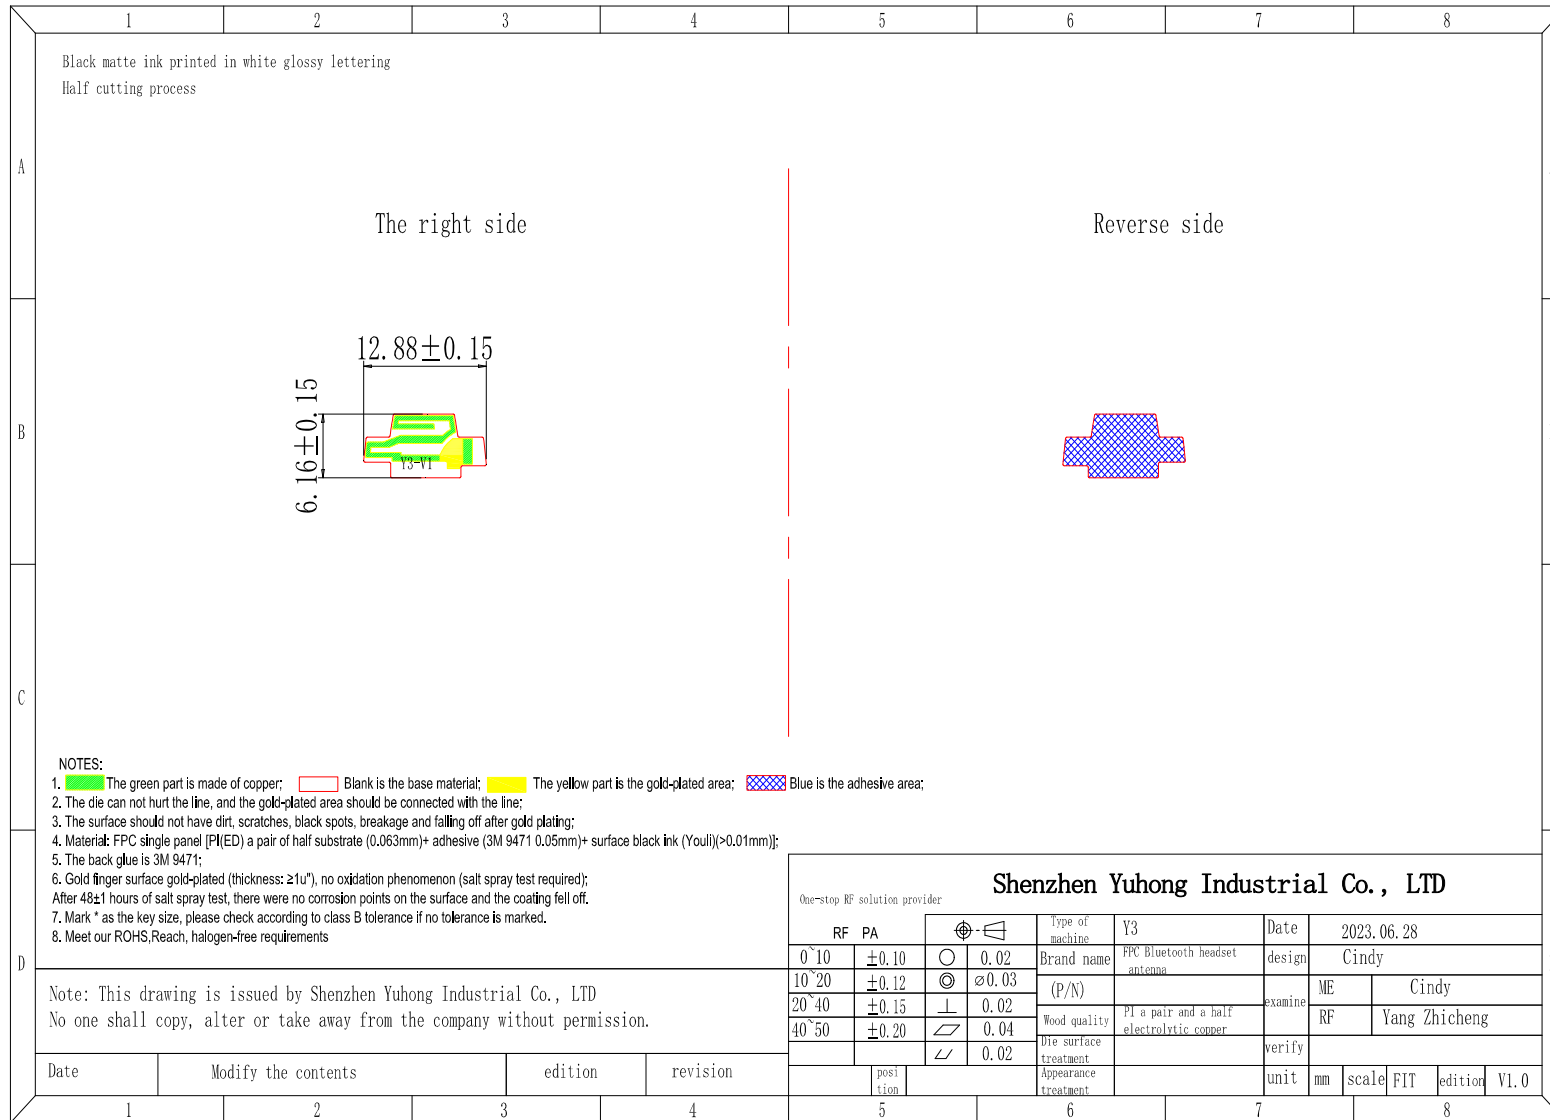 1 2 3 4 5 6 7 8
Black matte ink printed in white glossy lettering
Half cutting process
A
The right side
Reverse side
12.88±0.15
6.16±0.15
B
Y3-V1
C
NOTES:
1. The green part is made of copper; Blank is the base material; The yellow part is the gold-plated area; Blue is the adhesive area;
2. The die can not hurt the line, and the gold-plated area should be connected with the line;
3. The surface should not have dirt, scratches, black spots, breakage and falling off after gold plating;
4. Material: FPC single panel [PI(ED) a pair of half substrate (0.063mm)+ adhesive (3M 9471 0.05mm)+ surface black ink (Youli)(>0.01mm)];
5. The back glue is 3M 9471;
6. Gold finger surface gold-plated (thickness: ≥1u"), no oxidation phenomenon (salt spray test required);
After 48±1 hours of salt spray test, there were no corrosion points on the surface and the coating fell off.
7. Mark * as the key size, please check according to class B tolerance if no tolerance is marked.
8. Meet our ROHS,Reach, halogen-free requirements
D
Note: This drawing is issued by Shenzhen Yuhong Industrial Co., LTD
No one shall copy, alter or take away from the company without permission.
Date Modify the contents edition revision
One-stop RF solution provider
Shenzhen Yuhong Industrial Co., LTD
RF PA
0~10 ±0.10 0.02
10~20 ±0.12 ⌀0.03
20~40 ±0.15 0.02
40~50 ±0.20 0.04
0.02
posi
tion
Type of
machine
Y3
Date
2023.06.28
Brand name
FPC Bluetooth headset
antenna
design
Cindy
(P/N)
examine
ME
Cindy
Wood quality
PI a pair and a half
electrolytic copper
RF
Yang Zhicheng
Die surface
treatment
verify
Appearance
treatment
unit mm scale FIT edition V1.0
1 2 3 4 5 6 7 8